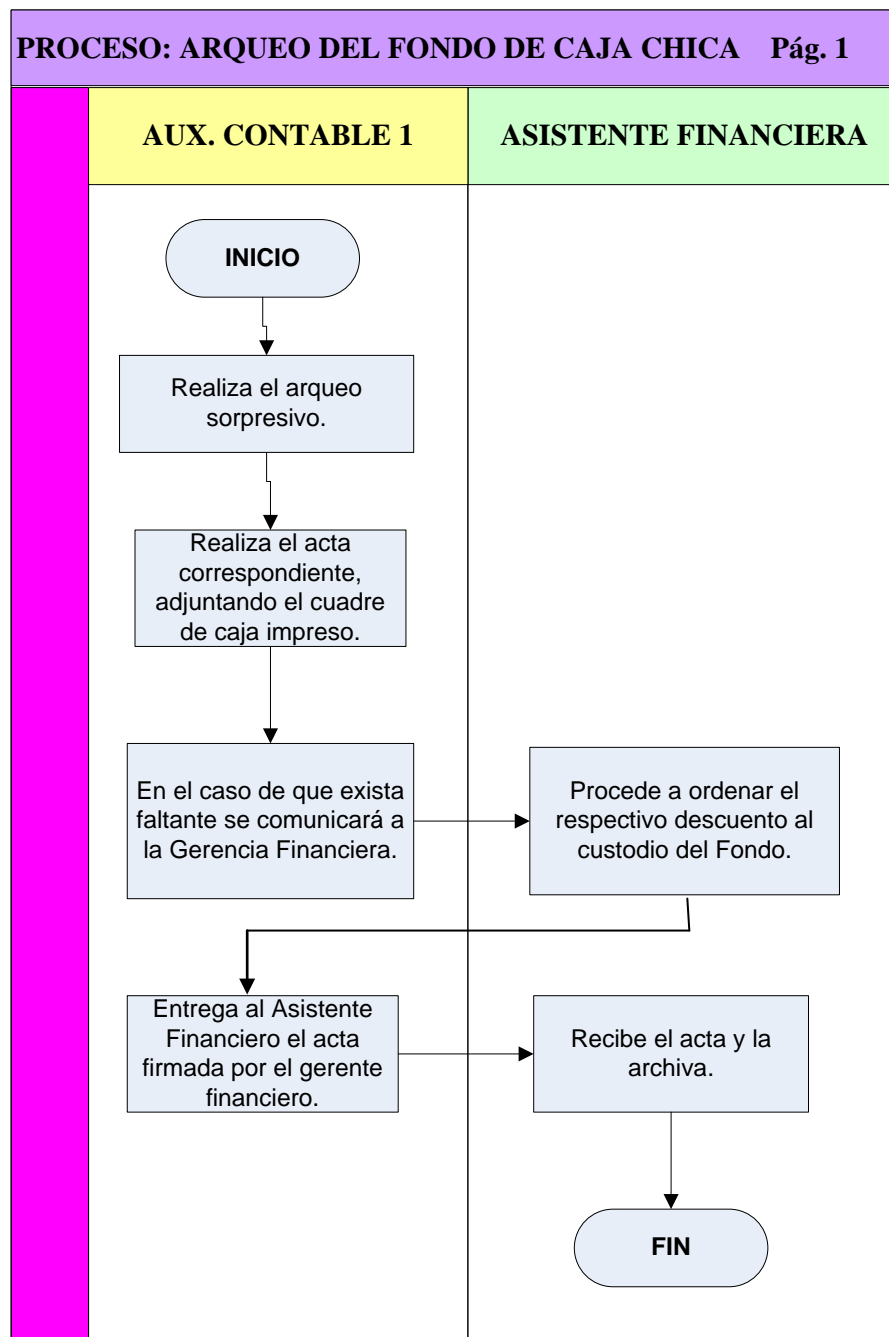 PROCESO: ARQUEO DEL FONDO DE CAJA CHICA Pág. 1
AUX. CONTABLE 1
ASISTENTE FINANCIERA
INICIO
Realiza el arqueo
sorpresivo.
Realiza el acta
correspondiente,
adjuntando el cuadre
de caja impreso.
En el caso de que exista
faltante se comunicará a
la Gerencia Financiera.
Procede a ordenar el
respectivo descuento al
custodio del Fondo.
Entrega al Asistente
Financiero el acta
firmada por el gerente
financiero.
Recibe el acta y la
archiva.
FIN